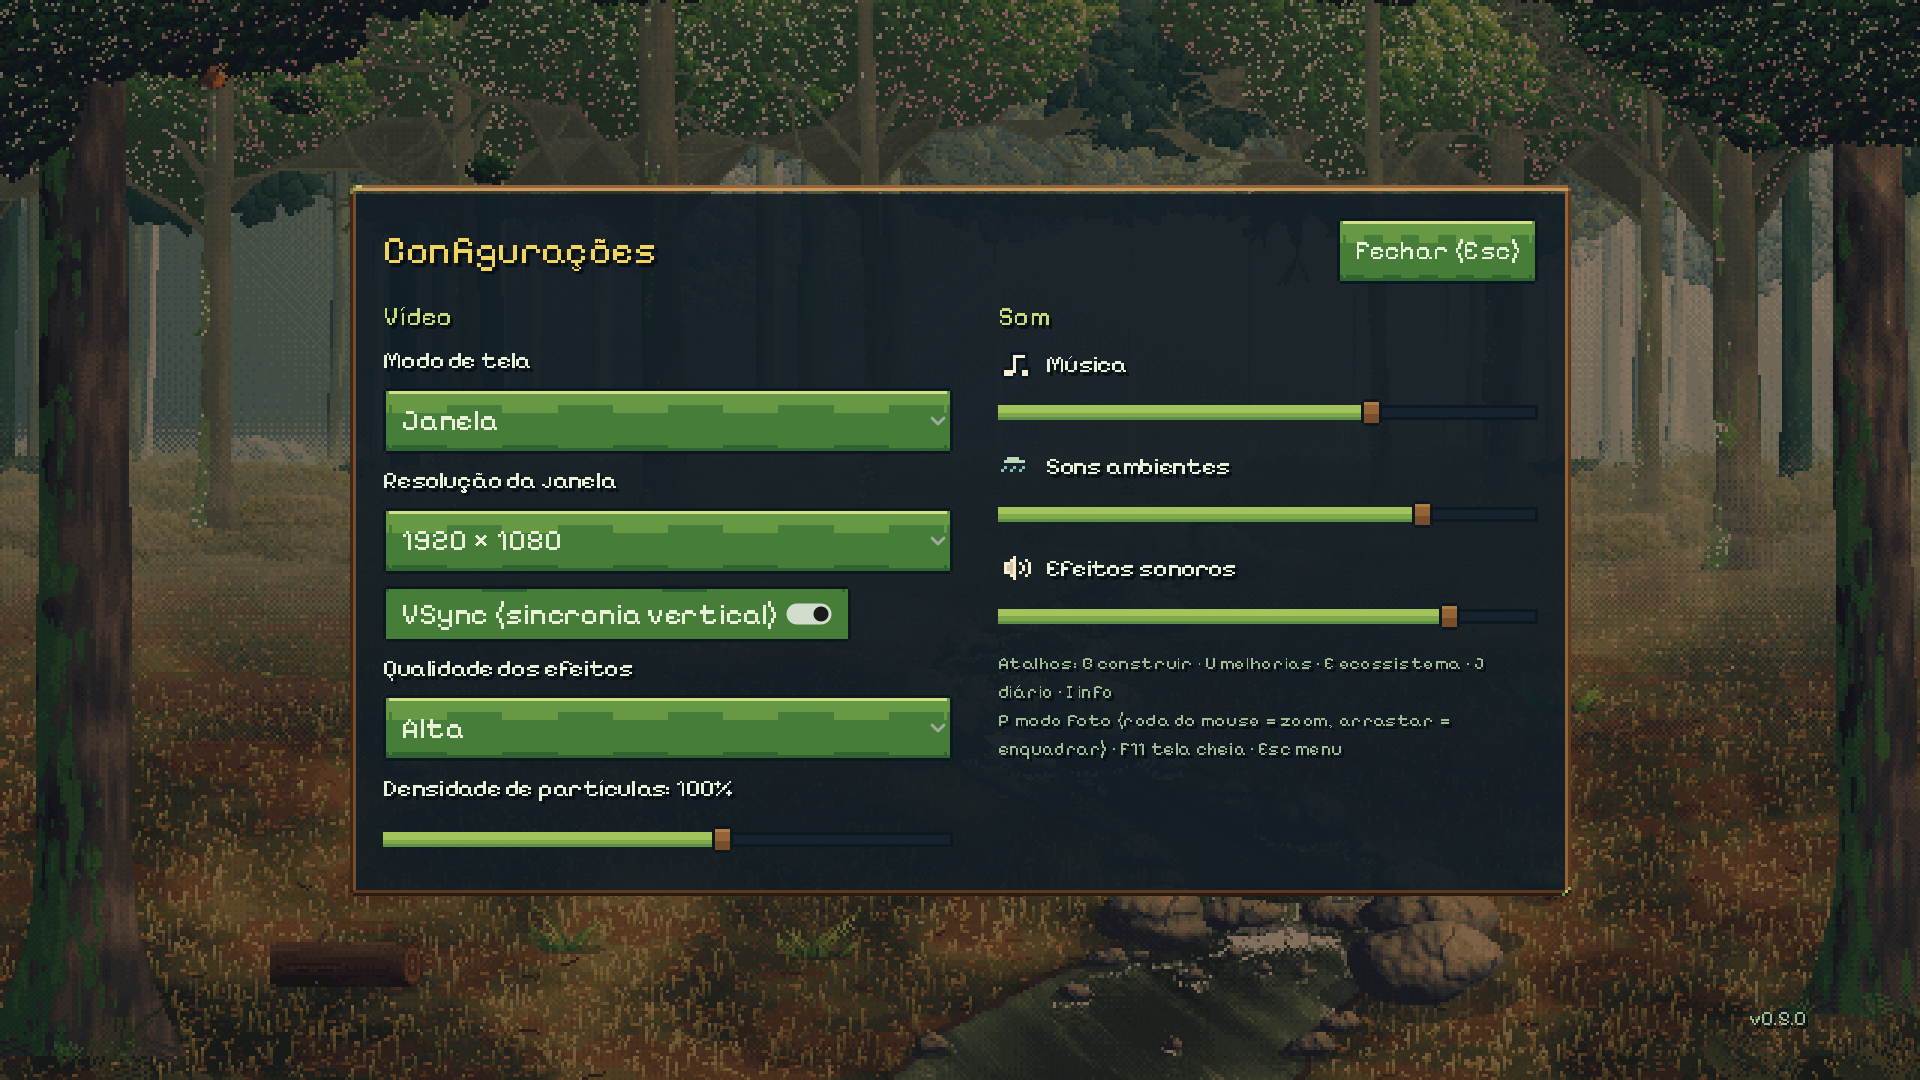 Configurações
Fechar (Esc)
Vídeo
Modo de tela
Janela
Resolução da janela
1920 × 1080
VSync (sincronia vertical)
Qualidade dos efeitos
Alta
Densidade de partículas: 100%
Som
Música
Sons ambientes
Efeitos sonoros
Atalhos: B construir · U melhorias · E ecossistema · J
diário · I info
P modo foto (roda do mouse = zoom, arrastar =
enquadrar) · F11 tela cheia · Esc menu
v0.9.0